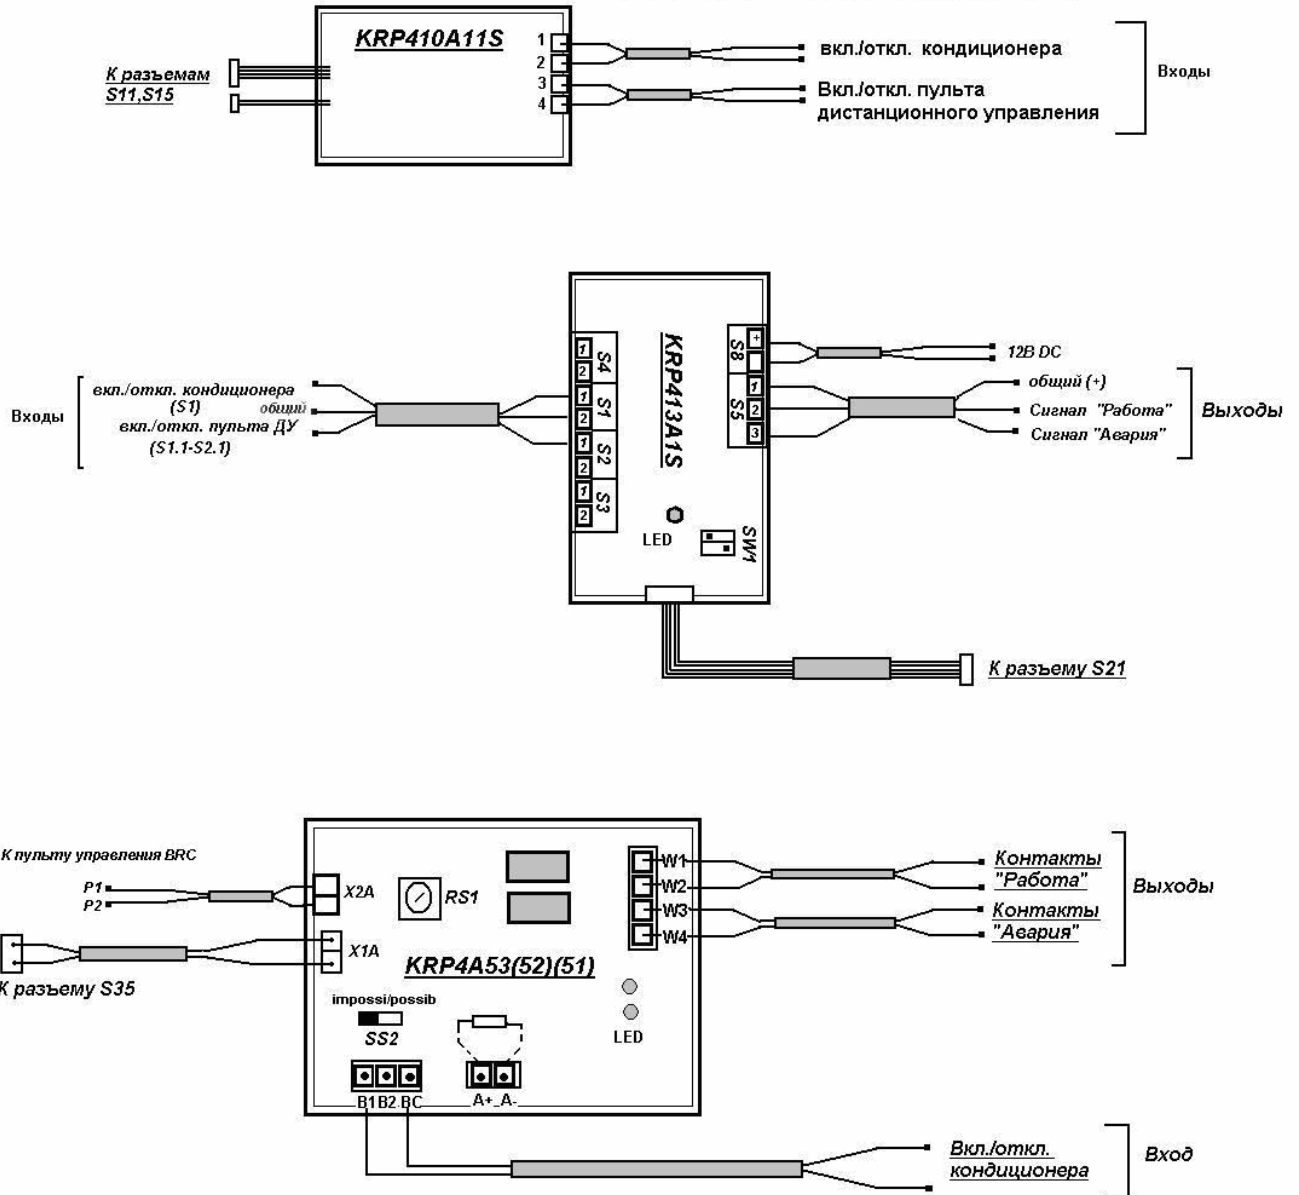 KRP410A11S
К разъемам
S11,S15
1
2
3
4
вкл./откл. кондиционера
Вкл./откл. пульта
дистанционного управления
Входы
KRP413A1S
Входы
вкл./откл. кондиционера
(S1) общий
вкл./откл. пульта ДУ
(S1.1-S2.1)
1
2
S4
1
2
S1
1
2
S2
1
2
S3
S8
+
S5
1
2
3
12В DC
общий (+)
Сигнал "Работа"
Сигнал "Авария"
Выходы
LED
SW1
К разъему S21
К пульту управления BRC
P1
P2
X2A
RS1
X1A
К разъему S35
KRP4A53(52)(51)
W1
W2
W3
W4
Контакты
"Работа"
Контакты
"Авария"
Выходы
impossi/possib
SS2
LED
B1 B2 BC
A+ A-
Вкл./откл.
кондиционера
Вход